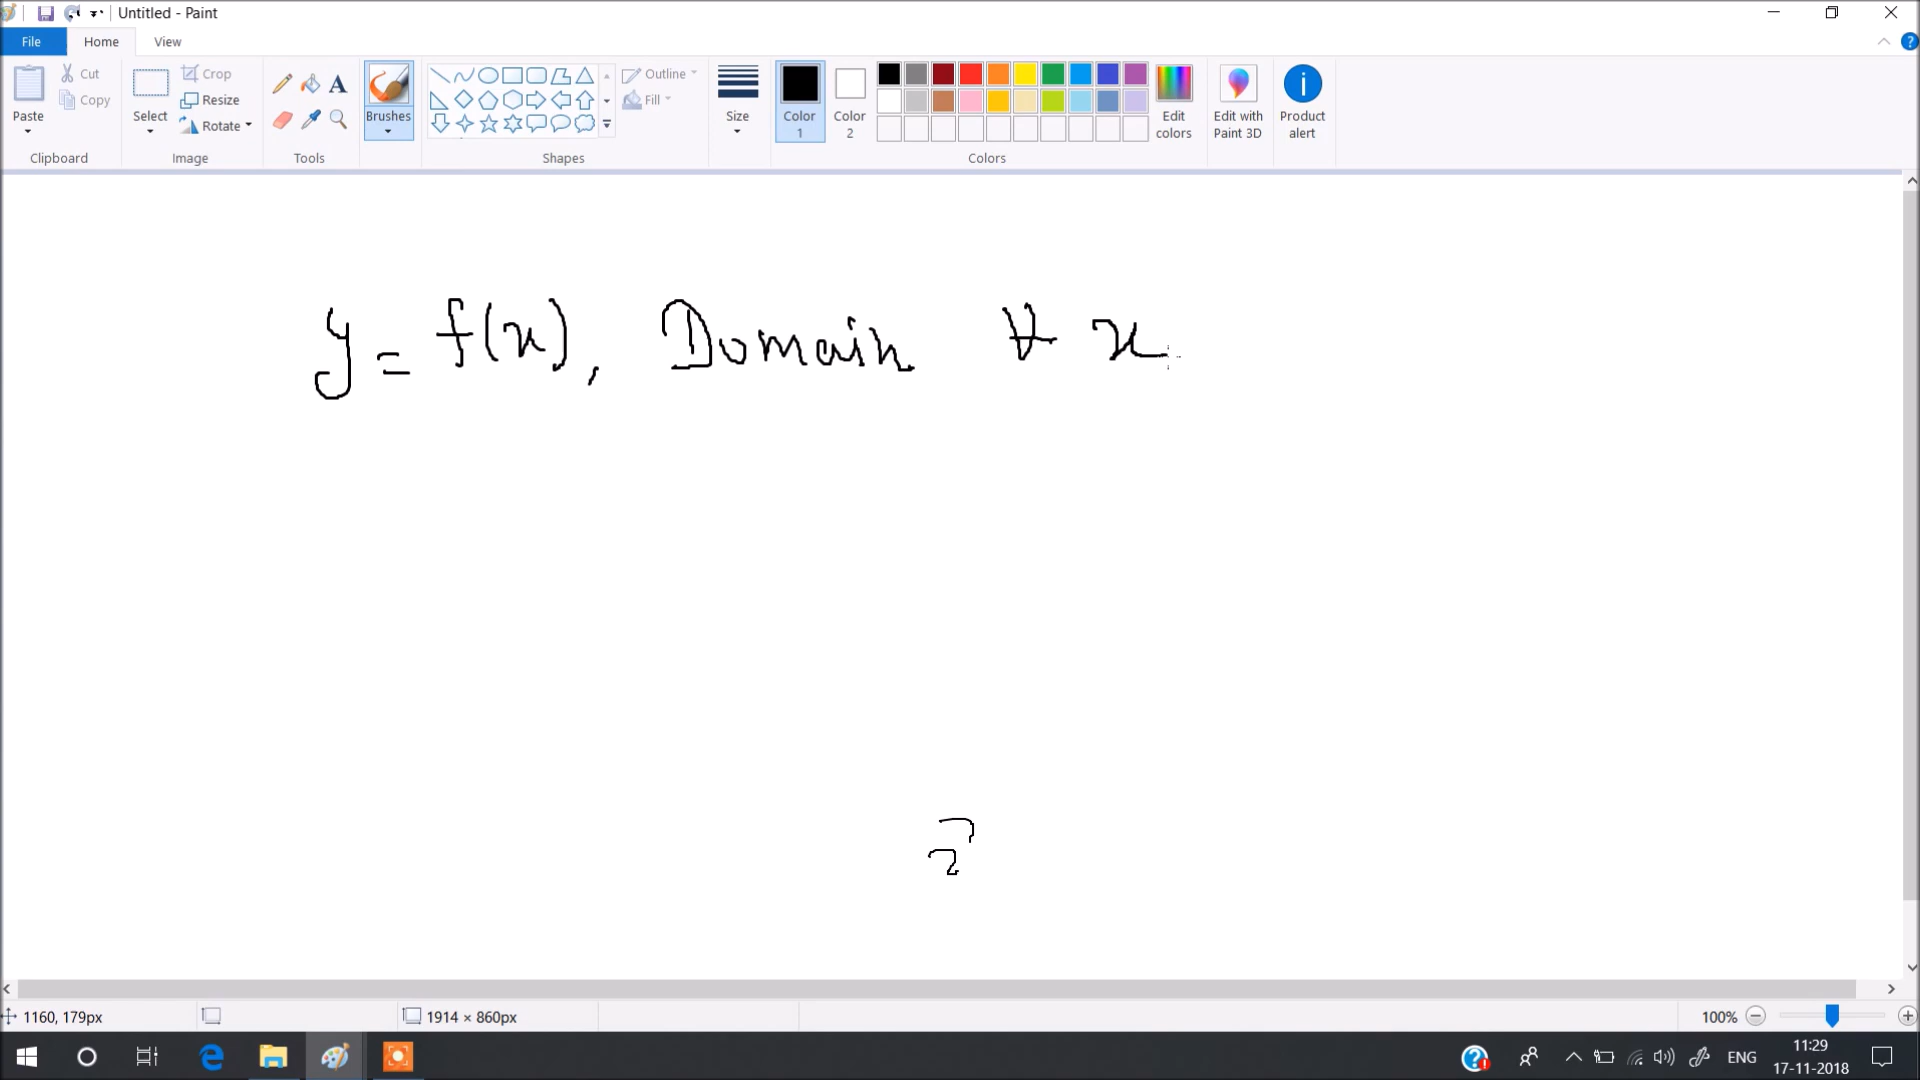 Untitled - Paint
File Home View
Paste Cut Copy Clipboard
Select Crop Resize Rotate Image
Tools
Brushes
Outline Fill Shapes
Size
Color 1 Color 2 Edit colors Colors
Edit with Paint 3D
Product alert
y = f(x), Domain ∀ x
1160, 179px 1914 × 860px 100%
ENG 11:29
17-11-2018